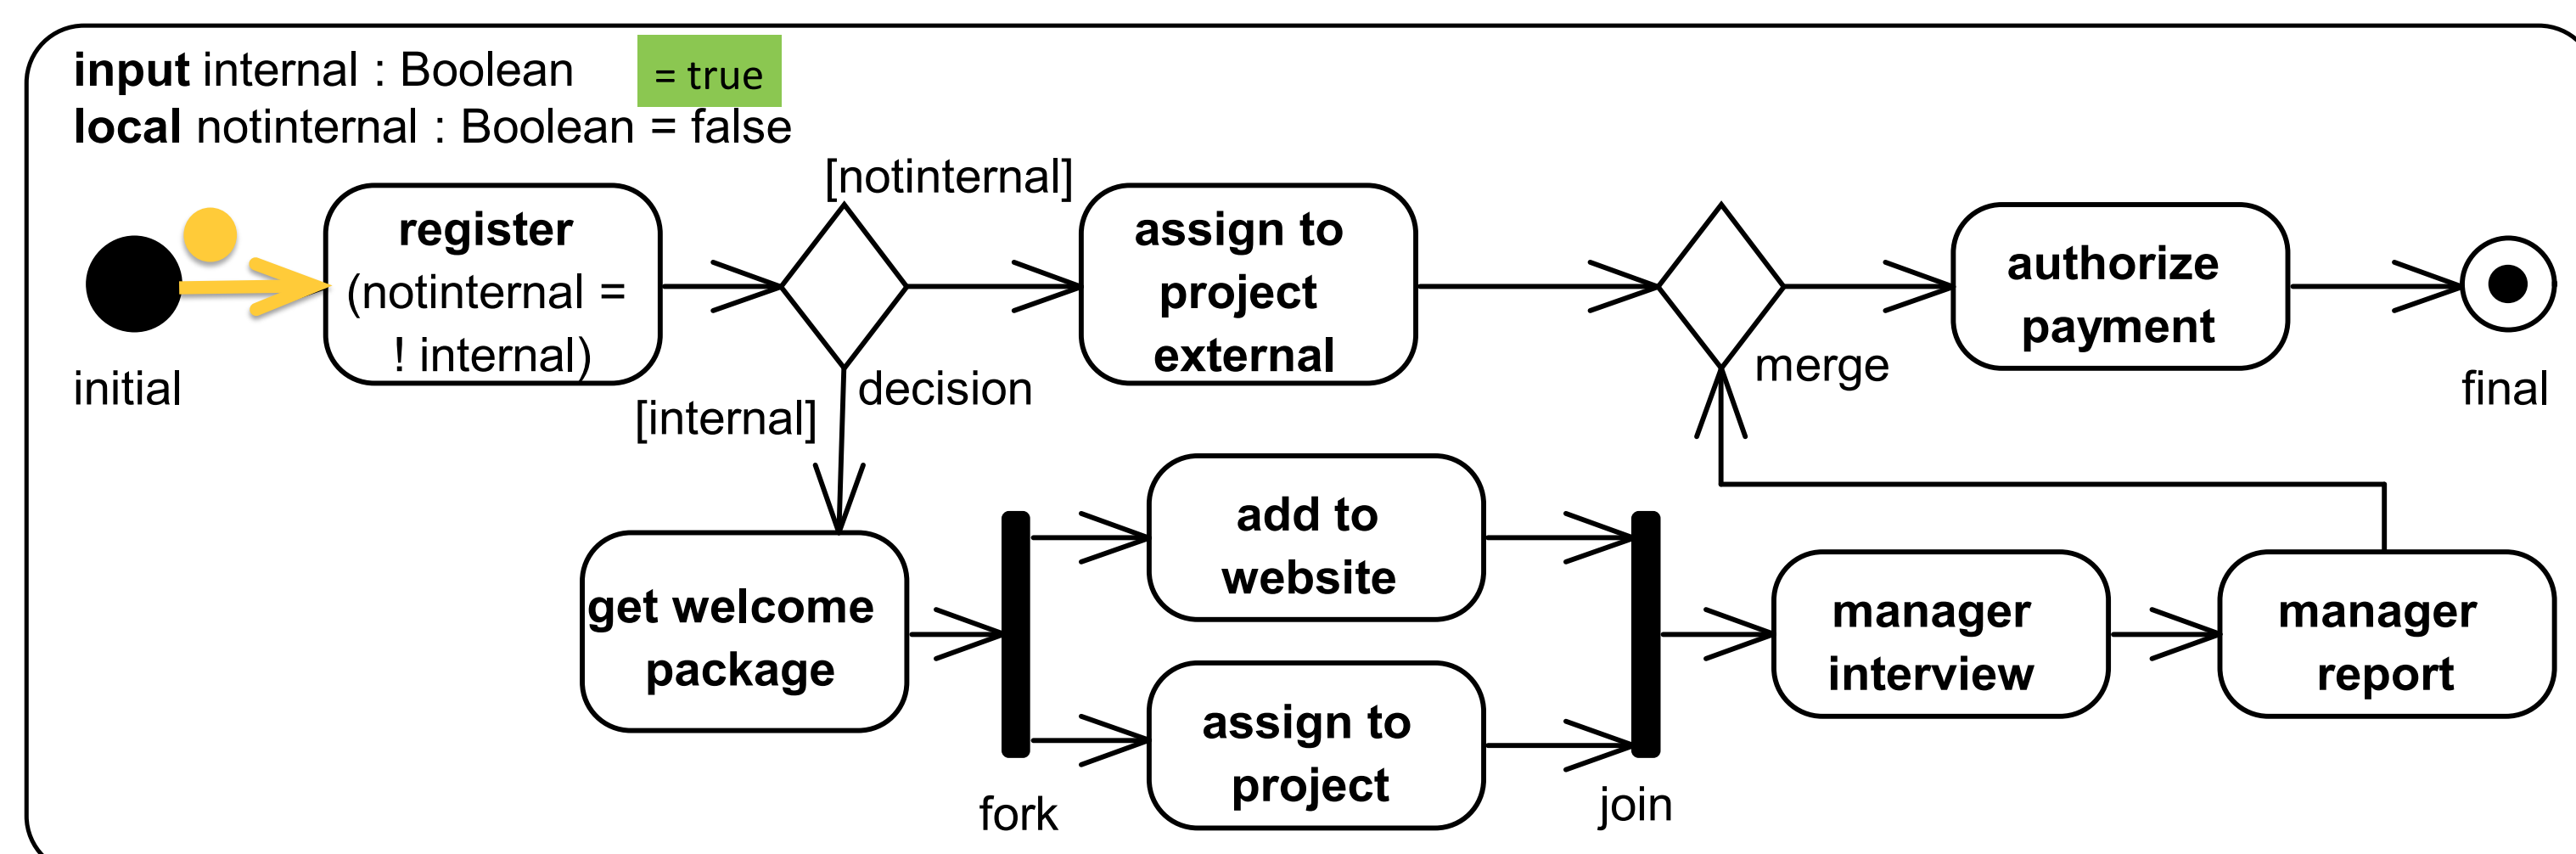 input internal : Boolean = true
local notinternal : Boolean = false
[notinternal]
register
(notinternal =
! internal)
assign to
project
external
authorize
payment
initial
[internal]
decision
merge
final
get welcome
package
add to
website
assign to
project
manager
interview
manager
report
fork
join